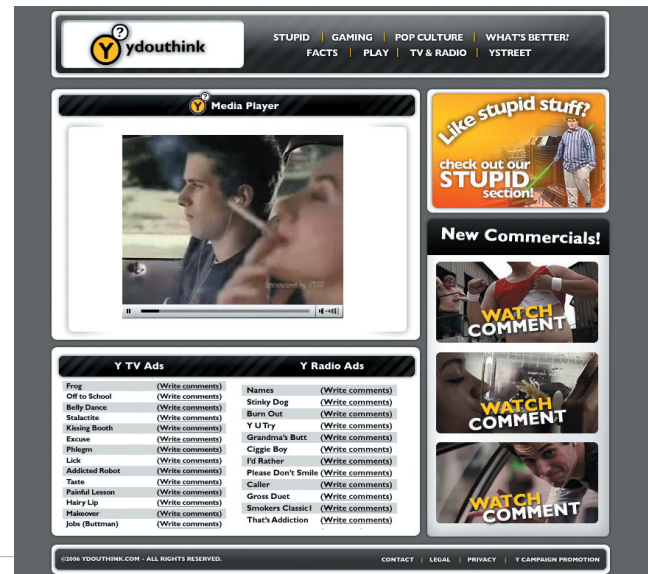 Y?
ydouthink
STUPID | GAMING | POP CULTURE | WHAT'S BETTER?
FACTS | PLAY | TV & RADIO | YSTREET
Y? Media Player
Sponsored by VTSF
Like stupid stuff?
check out our
STUPID
section!
New Commercials!
WATCH
COMMENT
WATCH
COMMENT
WATCH
COMMENT
Y TV Ads
Frog (Write comments)
Off to School (Write comments)
Belly Dance (Write comments)
Stalactite (Write comments)
Kissing Booth (Write comments)
Excuse (Write comments)
Phlegm (Write comments)
Lick (Write comments)
Addicted Robot (Write comments)
Taste (Write comments)
Painful Lesson (Write comments)
Hairy Lip (Write comments)
Makeover (Write comments)
Jobs (Buttman) (Write comments)
Y Radio Ads
Names (Write comments)
Stinky Dog (Write comments)
Burn Out (Write comments)
Y U Try (Write comments)
Grandma's Butt (Write comments)
Ciggie Boy (Write comments)
I'd Rather (Write comments)
Please Don't Smile (Write comments)
Caller (Write comments)
Gross Duet (Write comments)
Smokers Classic1 (Write comments)
That's Addiction (Write comments)
©2006 YDOUTHINK.COM - ALL RIGHTS RESERVED.
CONTACT | LEGAL | PRIVACY | Y CAMPAIGN PROMOTION